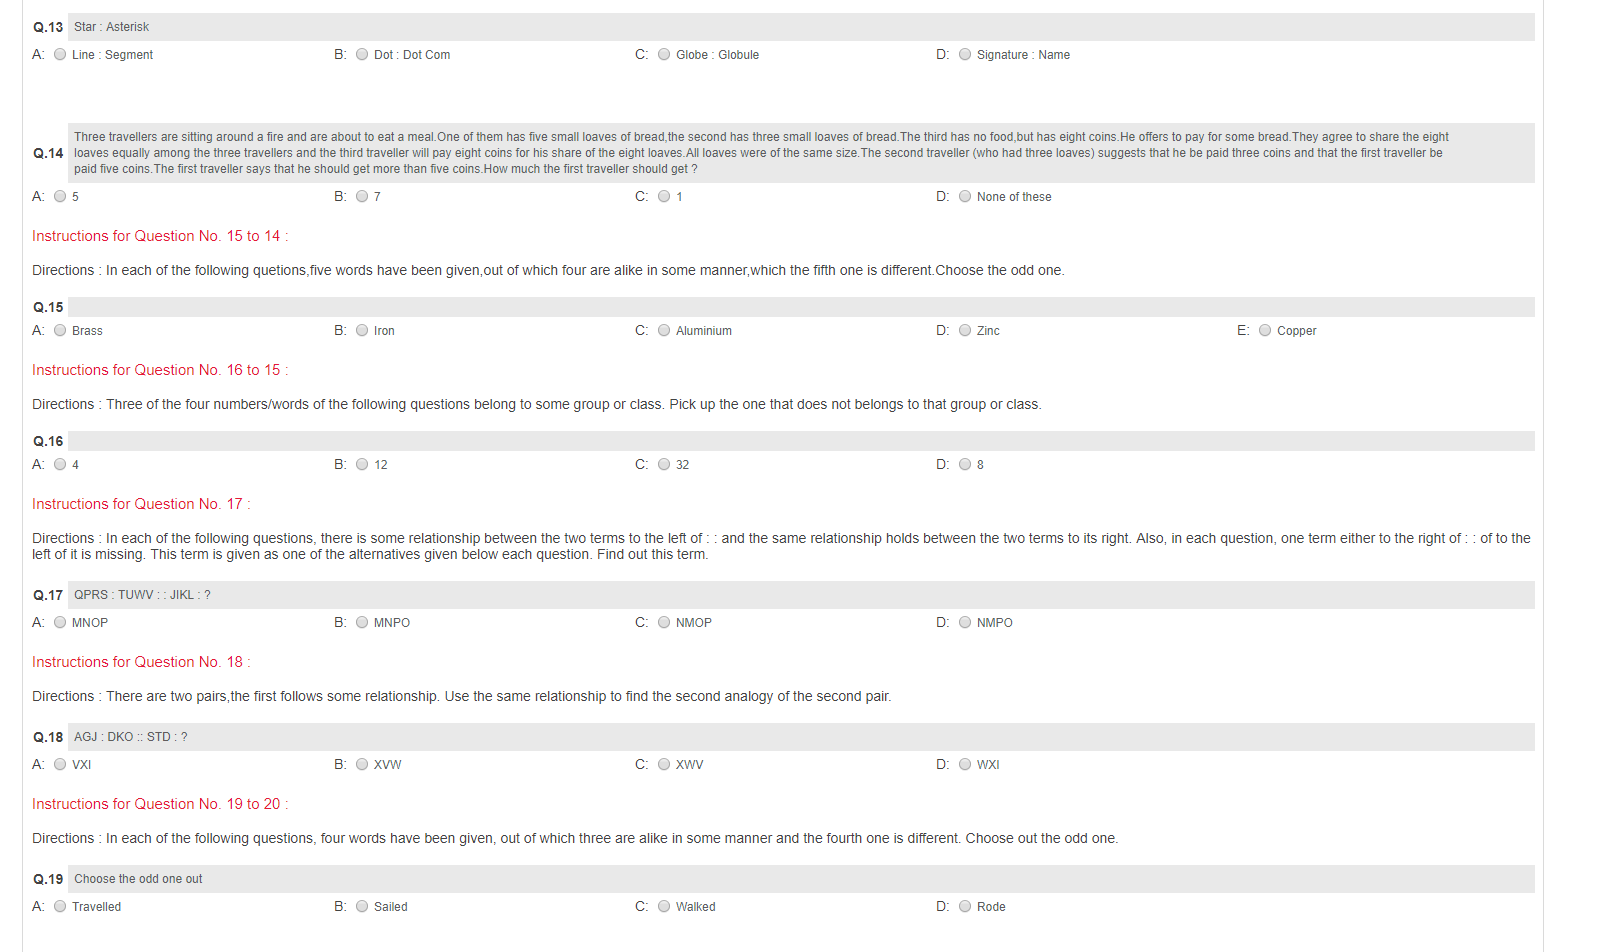 Q.13 Star : Asterisk
A: Line : Segment B: Dot : Dot Com C: Globe : Globule D: Signature : Name
Three travellers are sitting around a fire and are about to eat a meal.One of them has five small loaves of bread,the second has three small loaves of bread.The third has no food,but has eight coins.He offers to pay for some bread.They agree to share the eight
Q.14 loaves equally among the three travellers and the third traveller will pay eight coins for his share of the eight loaves.All loaves were of the same size.The second traveller (who had three loaves) suggests that he be paid three coins and that the first traveller be
paid five coins.The first traveller says that he should get more than five coins.How much the first traveller should get ?
A: 5 B: 7 C: 1 D: None of these
Instructions for Question No. 15 to 14 :
Directions : In each of the following quetions,five words have been given,out of which four are alike in some manner,which the fifth one is different.Choose the odd one.
Q.15
A: Brass B: Iron C: Aluminium D: Zinc E: Copper
Instructions for Question No. 16 to 15 :
Directions : Three of the four numbers/words of the following questions belong to some group or class. Pick up the one that does not belongs to that group or class.
Q.16
A: 4 B: 12 C: 32 D: 8
Instructions for Question No. 17 :
Directions : In each of the following questions, there is some relationship between the two terms to the left of : : and the same relationship holds between the two terms to its right. Also, in each question, one term either to the right of : : of to the
left of it is missing. This term is given as one of the alternatives given below each question. Find out this term.
Q.17 QPRS : TUWV : : JIKL : ?
A: MNOP B: MNPO C: NMOP D: NMPO
Instructions for Question No. 18 :
Directions : There are two pairs,the first follows some relationship. Use the same relationship to find the second analogy of the second pair.
Q.18 AGJ : DKO :: STD : ?
A: VXI B: XVW C: XWV D: WXI
Instructions for Question No. 19 to 20 :
Directions : In each of the following questions, four words have been given, out of which three are alike in some manner and the fourth one is different. Choose out the odd one.
Q.19 Choose the odd one out
A: Travelled B: Sailed C: Walked D: Rode